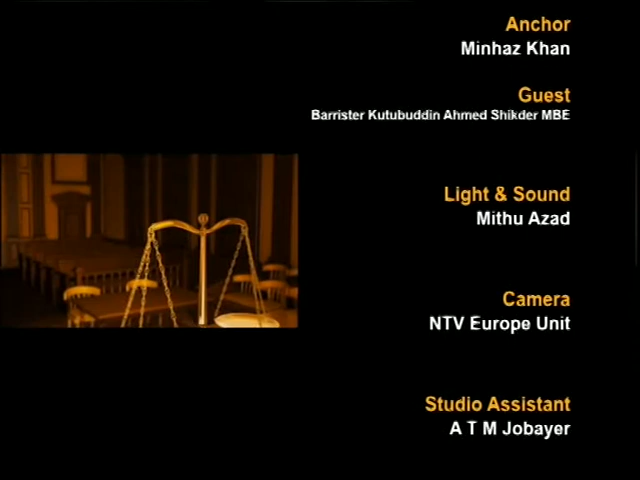 Anchor
Minhaz Khan
Guest
Barrister Kutubuddin Ahmed Shikder MBE
Light & Sound
Mithu Azad
Camera
NTV Europe Unit
Studio Assistant
A T M Jobayer